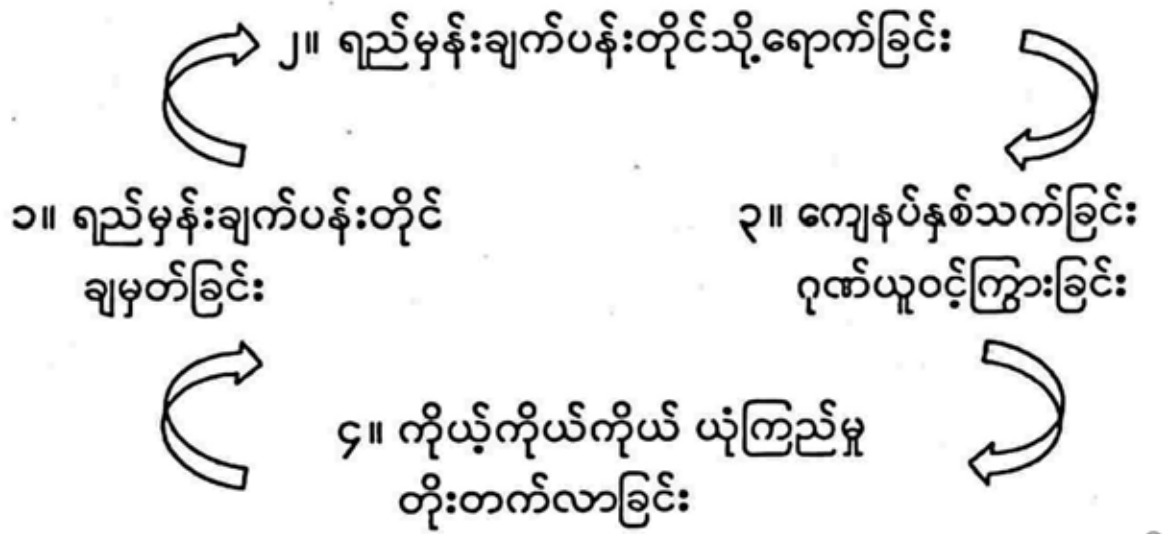 ၂။ ရည်မှန်းချက်ပန်းတိုင်သို့ရောက်ခြင်း
၁။ ရည်မှန်းချက်ပန်းတိုင်
ချမှတ်ခြင်း
၃။ ကျေနပ်နှစ်သက်ခြင်း
ဂုဏ်ယူဝင့်ကြွားခြင်း
၄။ ကိုယ့်ကိုယ်ကိုယ် ယုံကြည်မှု
တိုးတက်လာခြင်း